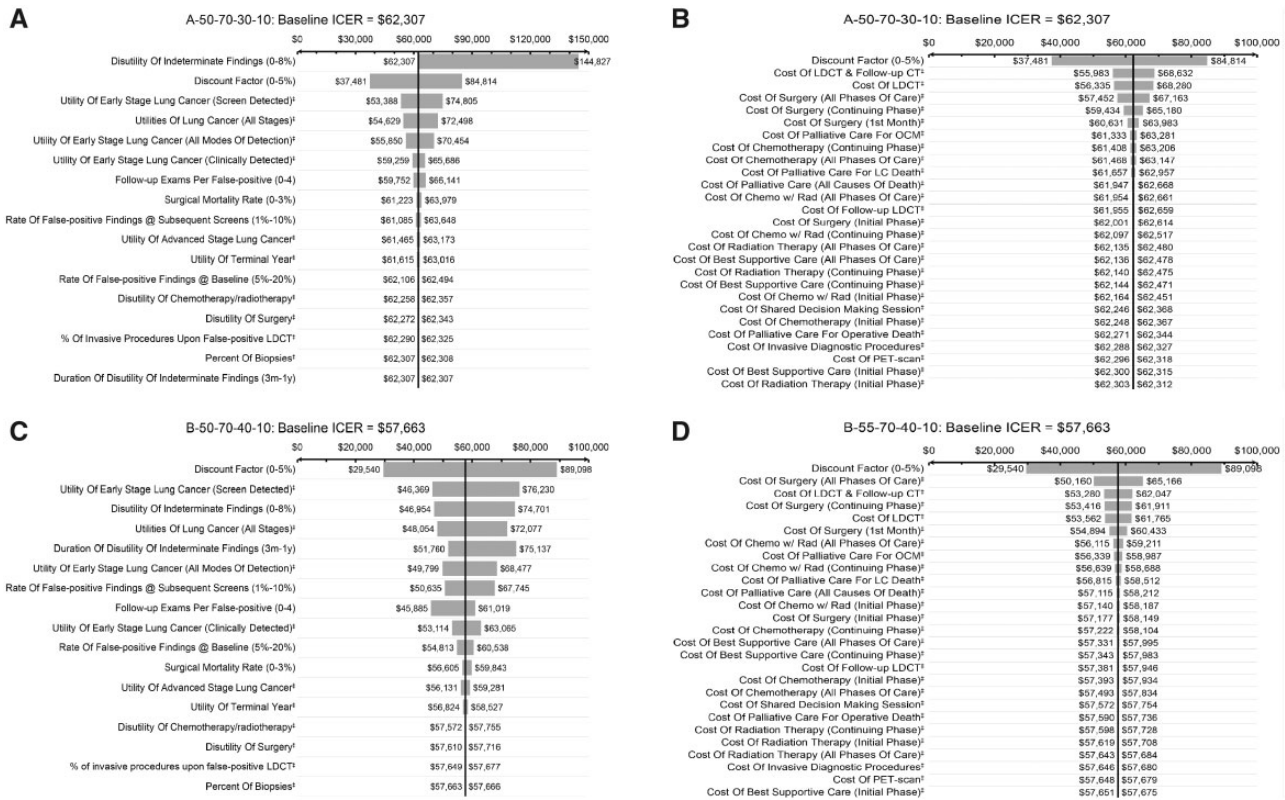 A
A-50-70-30-10: Baseline ICER = $62,307
$0 $30,000 $60,000 $90,000 $120,000 $150,000
Disutility Of Indeterminate Findings (0-8%) $62,307 $144,827
Discount Factor (0-5%) $37,481 $84,814
Utility Of Early Stage Lung Cancer (Screen Detected)‡ $53,388 $74,805
Utilities Of Lung Cancer (All Stages)‡ $54,629 $72,498
Utility Of Early Stage Lung Cancer (All Modes Of Detection)‡ $55,850 $70,454
Utility Of Early Stage Lung Cancer (Clinically Detected)‡ $59,259 $65,686
Follow-up Exams Per False-positive (0-4) $59,752 $66,141
Surgical Mortality Rate (0-3%) $61,223 $63,979
Rate Of False-positive Findings @ Subsequent Screens (1%-10%) $61,085 $63,648
Utility Of Advanced Stage Lung Cancer‡ $61,465 $63,173
Utility Of Terminal Year‡ $61,615 $63,016
Rate Of False-positive Findings @ Baseline (5%-20%) $62,106 $62,494
Disutility Of Chemotherapy/radiotherapy‡ $62,258 $62,357
Disutility Of Surgery‡ $62,272 $62,343
% Of Invasive Procedures Upon False-positive LDCT‡ $62,290 $62,325
Percent Of Biopsies† $62,307 $62,308
Duration Of Disutility Of Indeterminate Findings (3m-1y) $62,307 $62,307
B
A-50-70-30-10: Baseline ICER = $62,307
$0 $20,000 $40,000 $60,000 $80,000 $100,000
Discount Factor (0-5%) $37,481 $84,814
Cost Of LDCT & Follow-up CT‡ $55,983 $68,632
Cost Of LDCT‡ $56,335 $68,280
Cost Of Surgery (All Phases Of Care)‡ $57,452 $67,163
Cost Of Surgery (Continuing Phase)‡ $59,434 $65,180
Cost Of Surgery (1st Month)‡ $60,631 $63,983
Cost Of Palliative Care For OCM‡ $61,333 $63,281
Cost Of Chemotherapy (Continuing Phase)‡ $61,408 $63,206
Cost Of Chemotherapy (All Phases Of Care)‡ $61,468 $63,147
Cost Of Palliative Care For LC Death‡ $61,657 $62,957
Cost Of Palliative Care (All Causes Of Death)‡ $61,947 $62,668
Cost Of Chemo w/ Rad (All Phases Of Care)‡ $61,954 $62,661
Cost Of Follow-up LDCT‡ $61,955 $62,659
Cost Of Surgery (Initial Phase)‡ $62,001 $62,614
Cost Of Chemo w/ Rad (Continuing Phase)‡ $62,097 $62,517
Cost Of Radiation Therapy (All Phases Of Care)‡ $62,135 $62,480
Cost Of Best Supportive Care (All Phases Of Care)‡ $62,136 $62,478
Cost Of Radiation Therapy (Continuing Phase)‡ $62,140 $62,475
Cost Of Best Supportive Care (Continuing Phase)‡ $62,144 $62,471
Cost Of Chemo w/ Rad (Initial Phase)‡ $62,164 $62,451
Cost Of Shared Decision Making Session‡ $62,246 $62,368
Cost Of Chemotherapy (Initial Phase)‡ $62,248 $62,367
Cost Of Palliative Care For Operative Death‡ $62,271 $62,344
Cost Of Invasive Diagnostic Procedures‡ $62,288 $62,327
Cost Of PET-scan‡ $62,296 $62,318
Cost Of Best Supportive Care (Initial Phase)‡ $62,300 $62,315
Cost Of Radiation Therapy (Initial Phase)‡ $62,303 $62,312
C
B-50-70-40-10: Baseline ICER = $57,663
$0 $20,000 $40,000 $60,000 $80,000 $100,000
Discount Factor (0-5%) $29,540 $89,098
Utility Of Early Stage Lung Cancer (Screen Detected)‡ $46,369 $76,230
Disutility Of Indeterminate Findings (0-8%) $46,954 $74,701
Utilities Of Lung Cancer (All Stages)‡ $48,054 $72,077
Duration Of Disutility Of Indeterminate Findings (3m-1y) $51,760 $75,137
Utility Of Early Stage Lung Cancer (All Modes Of Detection)‡ $49,799 $68,477
Rate Of False-positive Findings @ Subsequent Screens (1%-10%) $50,635 $67,745
Follow-up Exams Per False-positive (0-4) $45,885 $61,019
Utility Of Early Stage Lung Cancer (Clinically Detected)‡ $53,114 $63,065
Rate Of False-positive Findings @ Baseline (5%-20%) $54,813 $60,538
Surgical Mortality Rate (0-3%) $56,605 $59,843
Utility Of Advanced Stage Lung Cancer‡ $56,131 $59,281
Utility Of Terminal Year‡ $56,824 $58,527
Disutility Of Chemotherapy/radiotherapy‡ $57,572 $57,755
Disutility Of Surgery‡ $57,610 $57,716
% of invasive procedures upon false-positive LDCT‡ $57,649 $57,677
Percent Of Biopsies‡ $57,663 $57,666
D
B-55-70-40-10: Baseline ICER = $57,663
$0 $20,000 $40,000 $60,000 $80,000 $100,000
Discount Factor (0-5%) $29,540 $89,098
Cost Of Surgery (All Phases Of Care)‡ $50,160 $65,166
Cost Of LDCT & Follow-up CT‡ $53,280 $62,047
Cost Of Surgery (Continuing Phase)‡ $53,416 $61,911
Cost Of LDCT‡ $53,562 $61,765
Cost Of Surgery (1st Month)‡ $54,894 $60,433
Cost Of Chemo w/ Rad (All Phases Of Care)‡ $56,115 $59,211
Cost Of Palliative Care For OCM‡ $56,339 $58,987
Cost Of Chemo w/ Rad (Continuing Phase)‡ $56,639 $58,688
Cost Of Palliative Care For LC Death‡ $56,815 $58,512
Cost Of Palliative Care (All Causes Of Death)‡ $57,115 $58,212
Cost Of Chemo w/ Rad (Initial Phase)‡ $57,140 $58,187
Cost Of Surgery (Initial Phase)‡ $57,177 $58,149
Cost Of Chemotherapy (Continuing Phase)‡ $57,222 $58,104
Cost Of Best Supportive Care (All Phases Of Care)‡ $57,331 $57,995
Cost Of Best Supportive Care (Continuing Phase)‡ $57,343 $57,983
Cost Of Follow-up LDCT‡ $57,381 $57,946
Cost Of Chemotherapy (Initial Phase)‡ $57,393 $57,934
Cost Of Chemotherapy (All Phases Of Care)‡ $57,493 $57,834
Cost Of Shared Decision Making Session‡ $57,572 $57,754
Cost Of Palliative Care For Operative Death‡ $57,590 $57,736
Cost Of Radiation Therapy (Continuing Phase)‡ $57,598 $57,728
Cost Of Radiation Therapy (Initial Phase)‡ $57,619 $57,708
Cost Of Radiation Therapy (All Phases Of Care)‡ $57,643 $57,684
Cost Of Invasive Diagnostic Procedures‡ $57,646 $57,680
Cost Of PET-scan‡ $57,648 $57,679
Cost Of Best Supportive Care (Initial Phase)‡ $57,651 $57,675